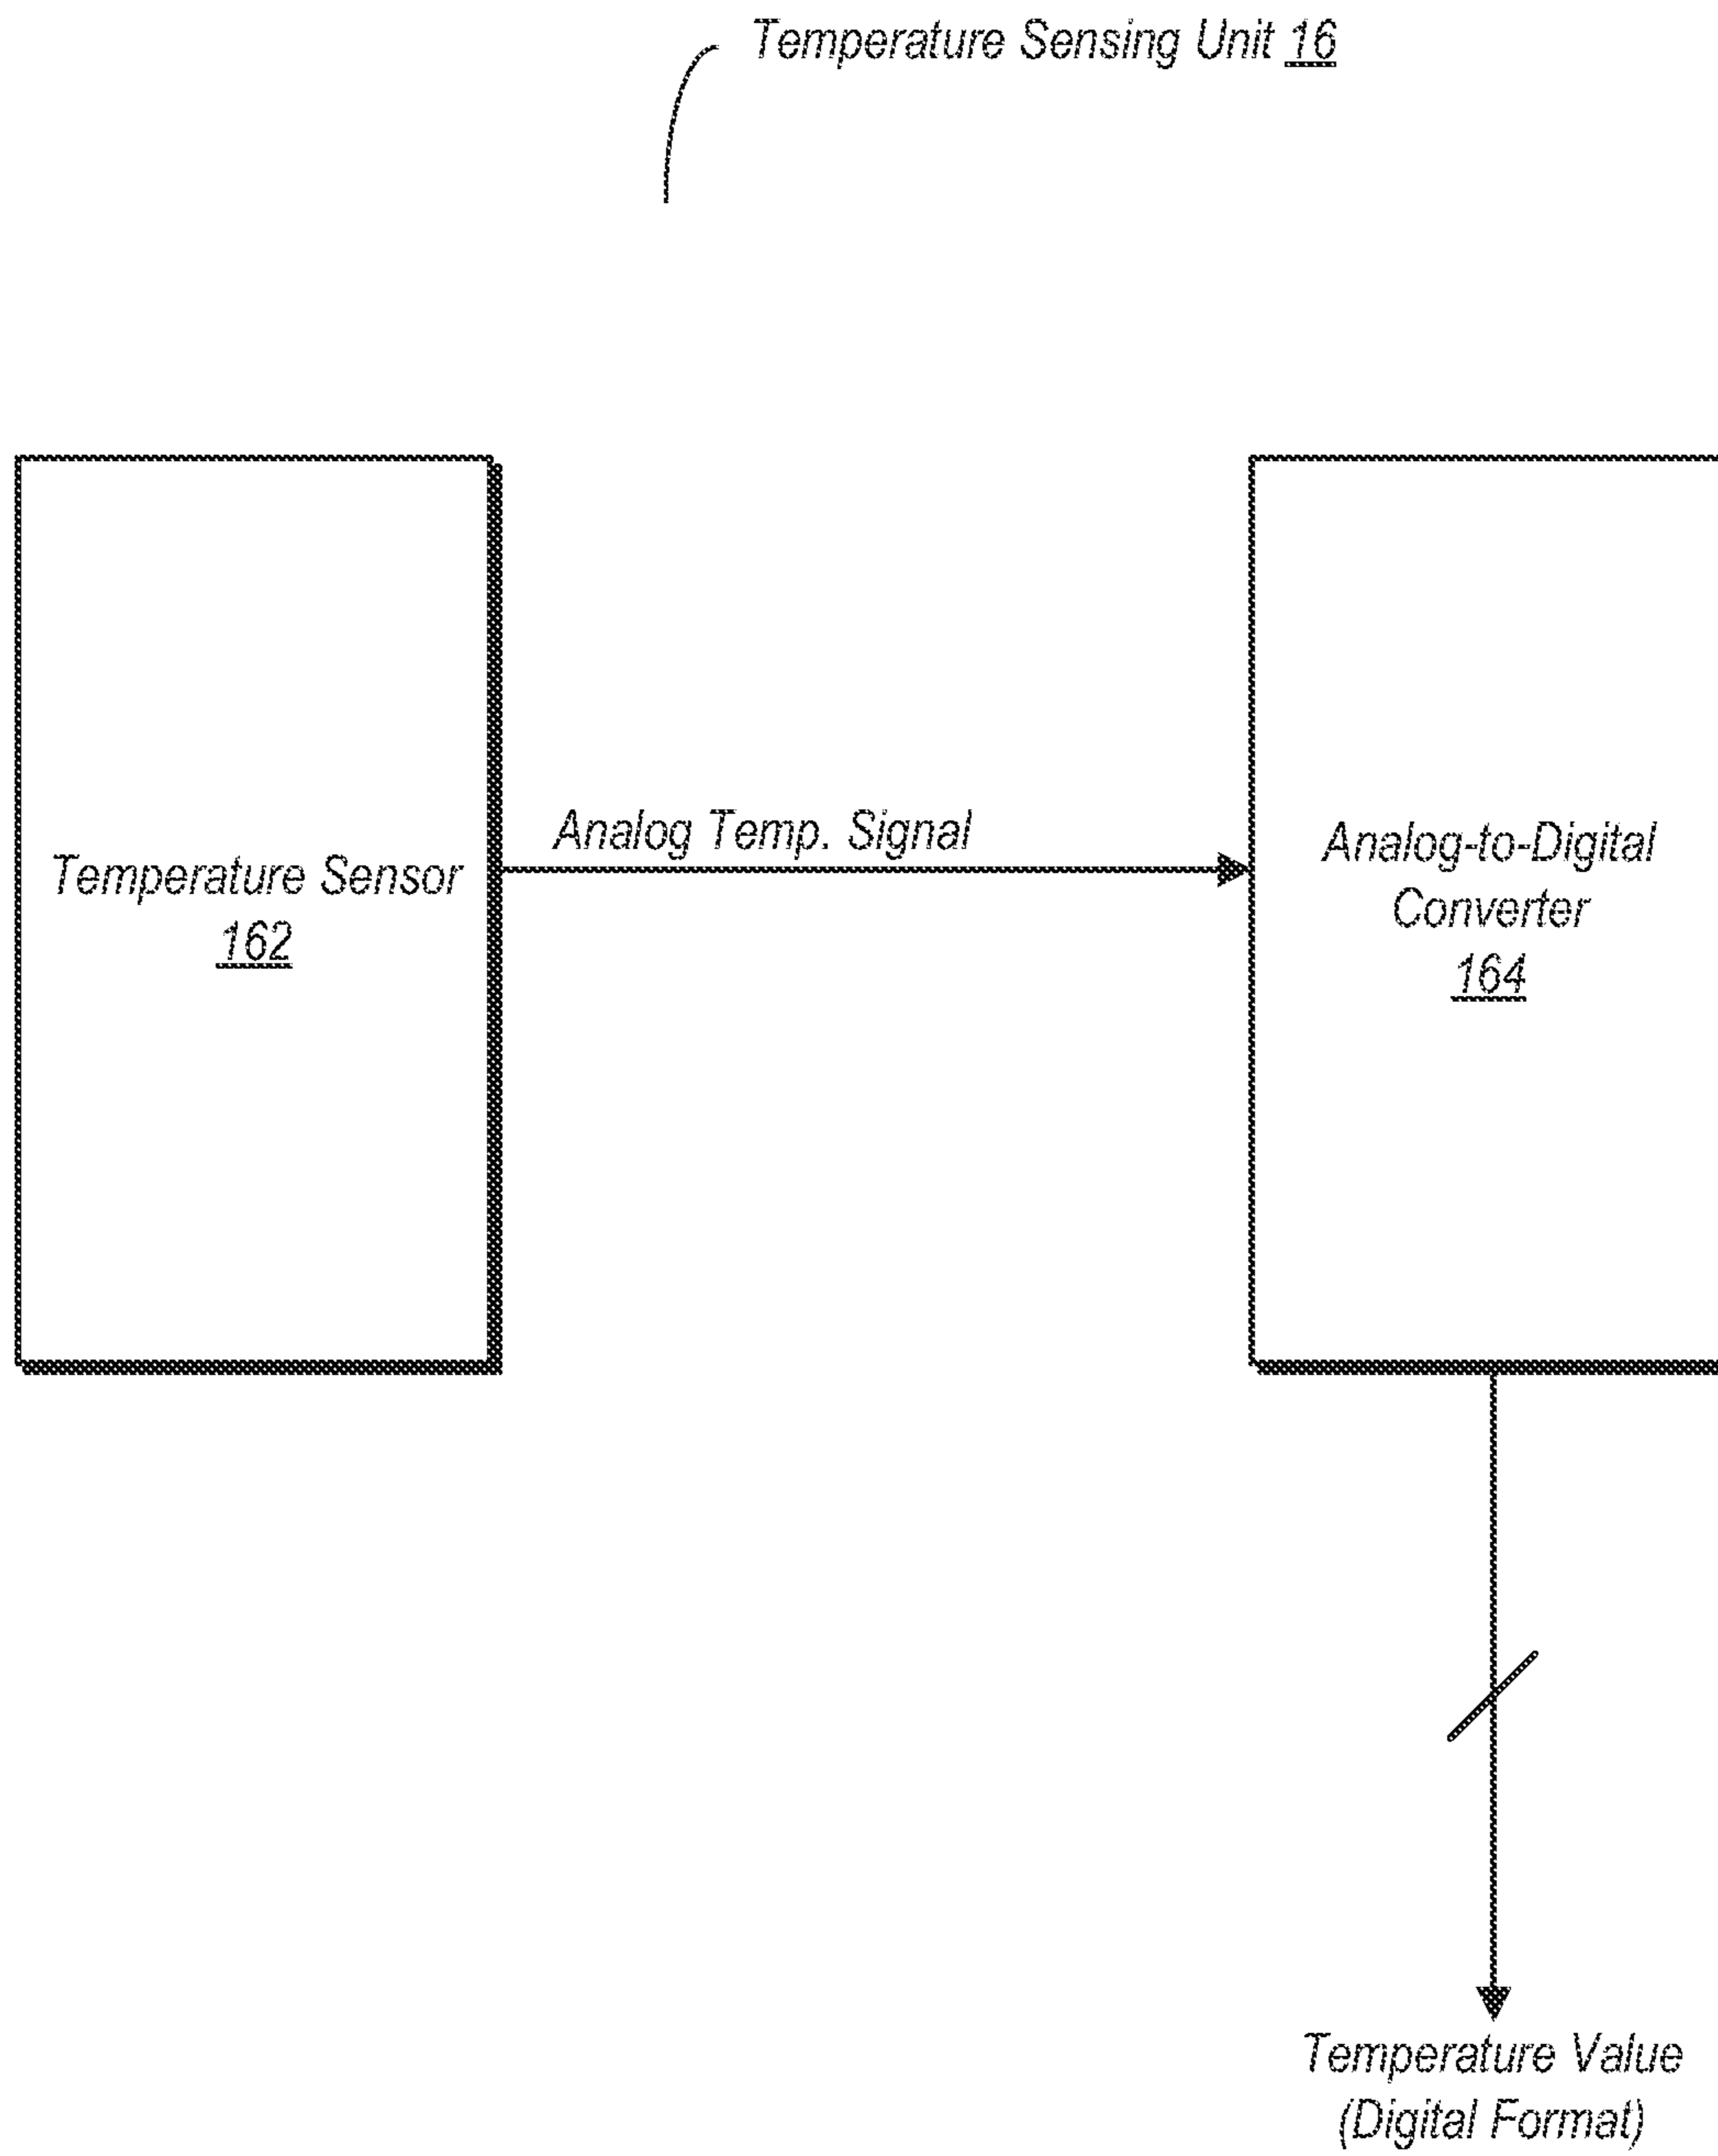 Temperature Sensing Unit 16
Analog Temp. Signal
Temperature Sensor
162
Analog-to-Digital
Converter
164
Temperature Value
(Digital Format)